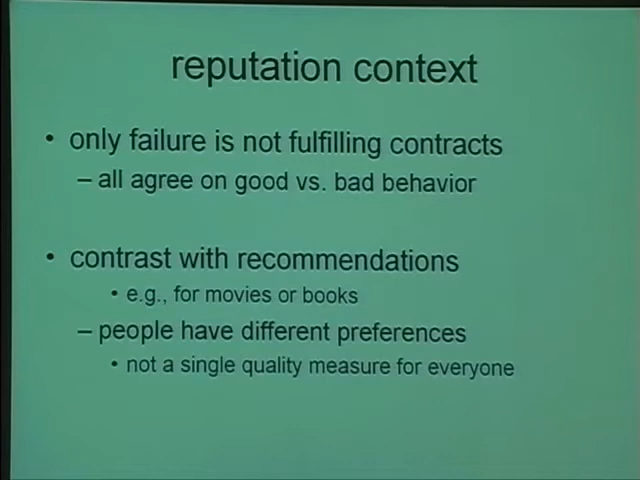 reputation context
• only failure is not fulfilling contracts
– all agree on good vs. bad behavior
• contrast with recommendations
• e.g., for movies or books
– people have different preferences
• not a single quality measure for everyone